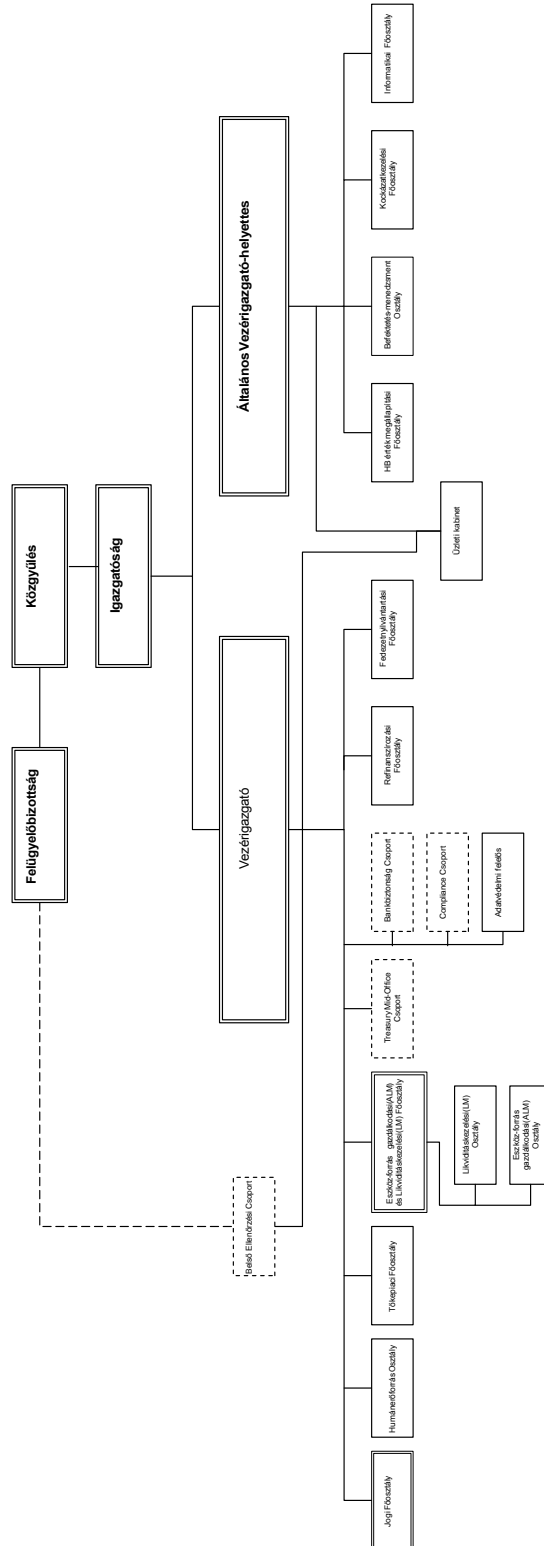 Felügyelőbizottság
Közgyűlés
Igazgatóság
Vezérigazgató
Általános Vezérigazgató-helyettes
Belső Ellenőrzési Csoport
Jogi Főosztály
Humánerőforrás Osztály
Tőkepiaci Főosztály
Eszköz-forrás gazdálkodási(ALM)
és Likviditáskezelési(LM) Főosztály
Likviditáskezelési(LM)
Osztály
Eszköz-forrás
gazdálkodási(ALM)
Osztály
Treasury Mid-Office
Csoport
Bankbiztonság Csoport
Compliance Csoport
Adatvédelmi felelős
Refinanszírozási
Főosztály
Fedezetnyilvántartási
Főosztály
Üzleti kabinet
HB érték megállapítási
Főosztály
Befektetés-menedzsment
Osztály
Kockázatkezelési
Főosztály
Informatikai Főosztály